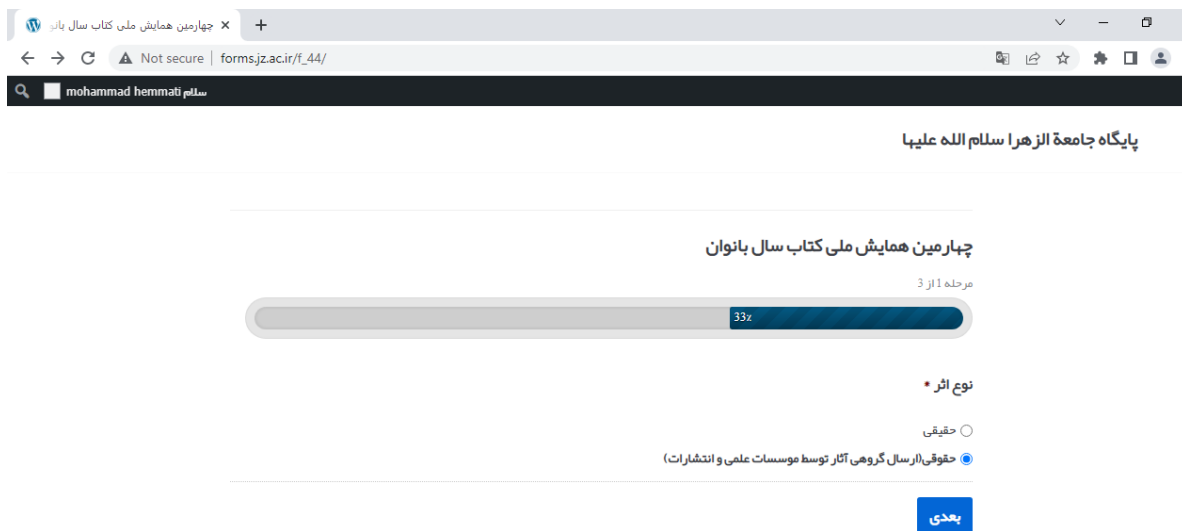 چهارمین همایش ملی کتاب سال بانو
Not secure | forms.jz.ac.ir/f_44/
سلام mohammad hemmati
پایگاه جامعة الزهرا سلام الله علیها
چهارمین همایش ملی کتاب سال بانوان
مرحله 1 از 3
33%
نوع اثر *
حقیقی
حقوقی(ارسال گروهی آثار توسط موسسات علمی و انتشارات)
بعدی